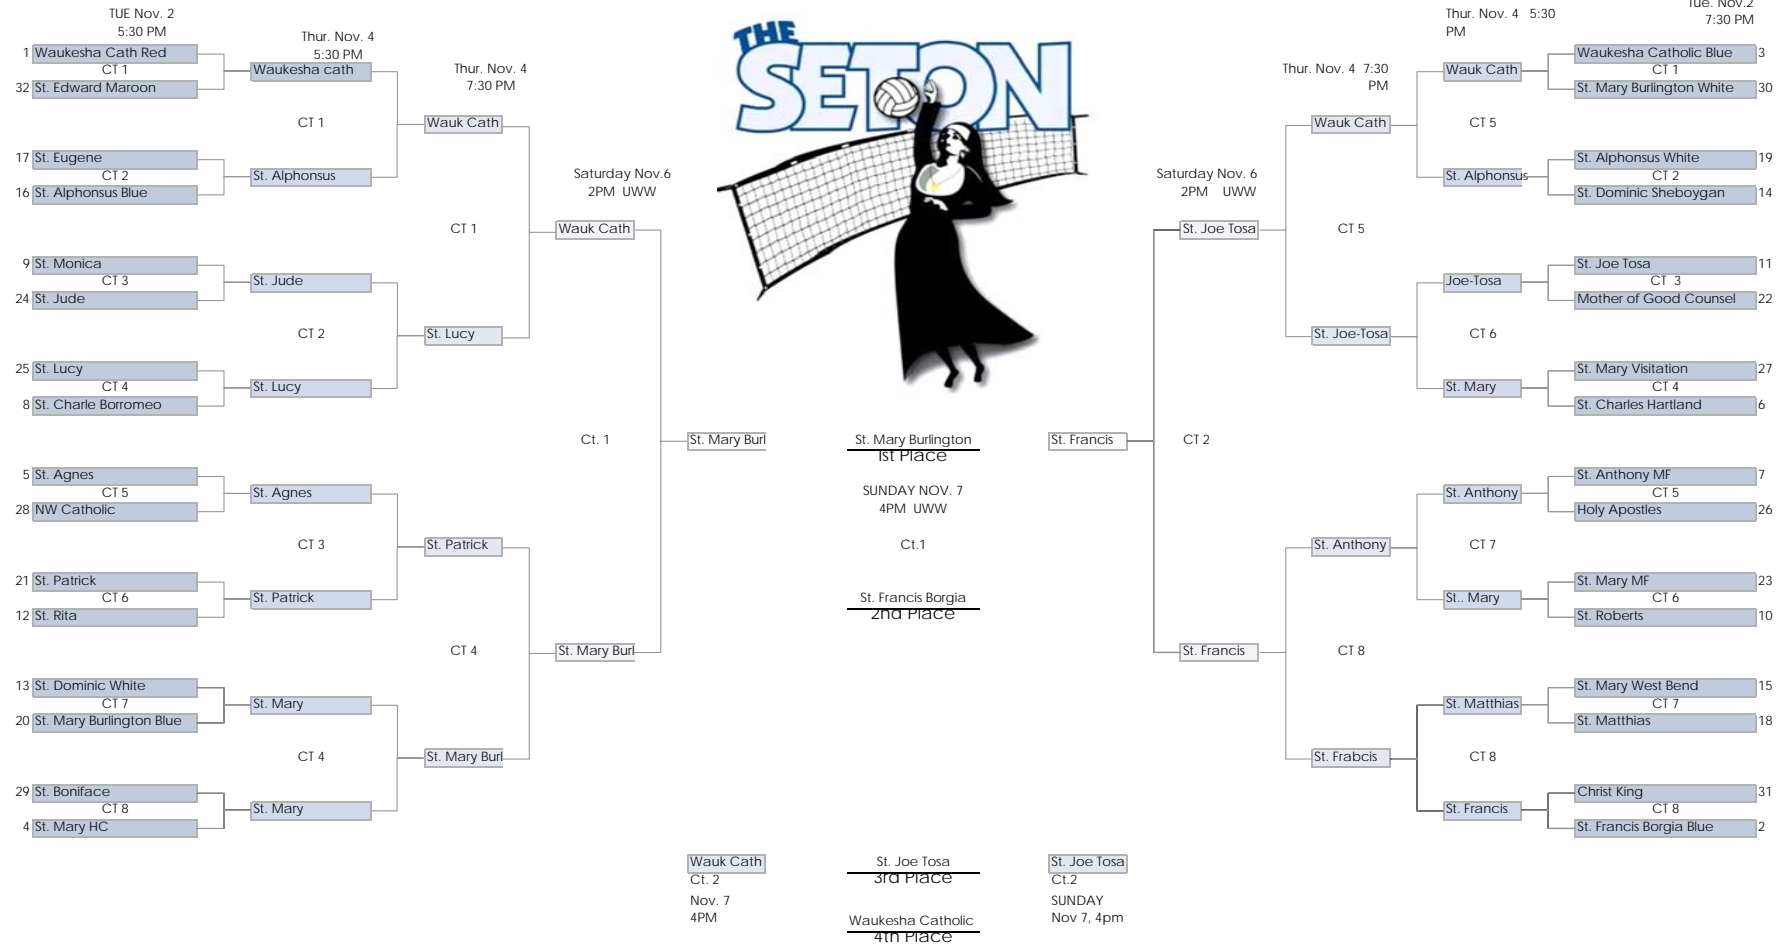 TUE Nov. 2
5:30 PM
1 Waukesha Cath Red
CT 1
32 St. Edward Maroon
17 St. Eugene
CT 2
16 St. Alphonsus Blue
9 St. Monica
CT 3
24 St. Jude
25 St. Lucy
CT 4
8 St. Charle Borromeo
5 St. Agnes
CT 5
28 NW Catholic
21 St. Patrick
CT 6
12 St. Rita
13 St. Dominic White
CT 7
20 St. Mary Burlington Blue
29 St. Boniface
CT 8
4 St. Mary HC
Thur. Nov. 4
5:30 PM
Waukesha cath
CT 1
St. Alphonsus
St. Jude
CT 2
St. Lucy
St. Agnes
CT 3
St. Patrick
St. Mary
CT 4
St. Mary
Thur. Nov. 4
7:30 PM
Wauk Cath
CT 1
St. Lucy
St. Patrick
CT 4
St. Mary Burl
Saturday Nov.6
2PM UWW
Wauk Cath
Ct. 1
St. Mary Burl
St. Mary Burl
THE
SETON
St. Mary Burlington
1st Place
SUNDAY NOV. 7
4PM UWW
Ct.1
St. Francis Borgia
2nd Place
Wauk Cath
Ct. 2
Nov. 7
4PM
St. Joe Tosa
3rd Place
Waukesha Catholic
4th Place
St. Joe Tosa
Ct.2
SUNDAY
Nov 7, 4pm
St. Francis
Saturday Nov. 6
2PM UWW
St. Joe Tosa
CT 2
St. Francis
Thur. Nov. 4 7:30
PM
Wauk Cath
CT 5
St. Joe-Tosa
St. Anthony
CT 8
St. Frabcis
Thur. Nov. 4 5:30
PM
Wauk Cath
CT 5
St. Alphonsus
Joe-Tosa
CT 6
St. Mary
St. Anthony
CT 7
St.. Mary
St. Matthias
CT 8
St. Francis
Tue. Nov.2
7:30 PM
Waukesha Catholic Blue 3
CT 1
St. Mary Burlington White 30
St. Alphonsus White 19
CT 2
St. Dominic Sheboygan 14
St. Joe Tosa 11
CT 3
Mother of Good Counsel 22
St. Mary Visitation 27
CT 4
St. Charles Hartland 6
St. Anthony MF 7
CT 5
Holy Apostles 26
St. Mary MF 23
CT 6
St. Roberts 10
St. Mary West Bend 15
CT 7
St. Matthias 18
Christ King 31
CT 8
St. Francis Borgia Blue 2